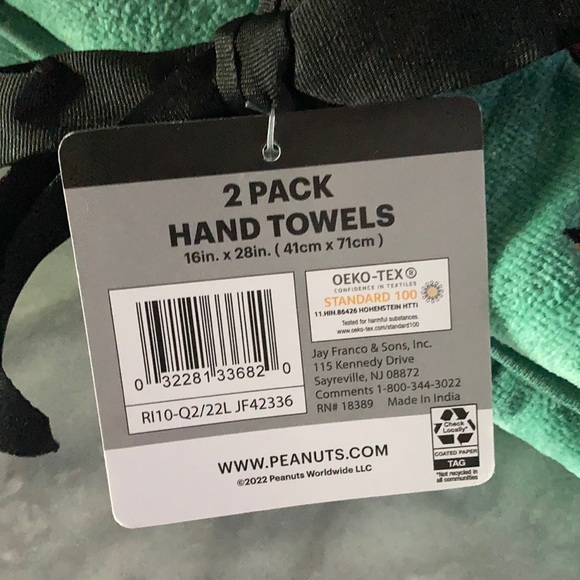 2 PACK
HAND TOWELS
16in. x 28in. ( 41cm x 71cm )
OEKO-TEX®
CONFIDENCE IN TEXTILES
STANDARD 100
11.HIN.86426 HOHENSTEIN HTTI
Tested for harmful substances.
www.oeko-tex.com/standard100
0 32281 33682 0
RI10-Q2/22L JF42336
Jay Franco & Sons, Inc.
115 Kennedy Drive
Sayreville, NJ 08872
Comments 1-800-344-3022
RN# 18389 Made In India
Check
Locally*
COATED PAPER
TAG
*Not recycled in
all communities
WWW.PEANUTS.COM
©2022 Peanuts Worldwide LLC